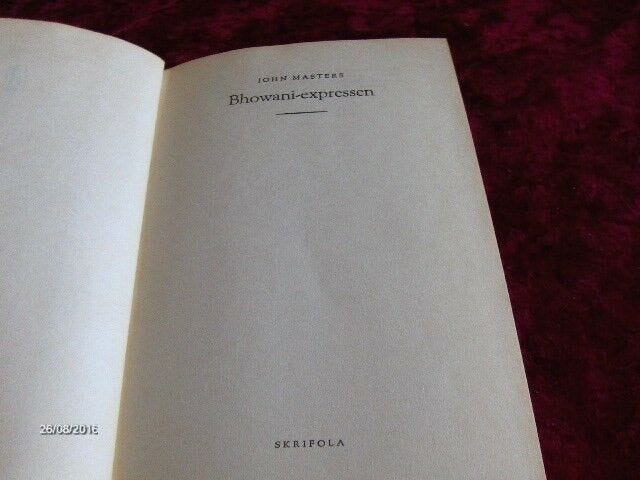 JOHN MASTERS
Bhowani-expressen
SKRIFOLA
26/08/2016